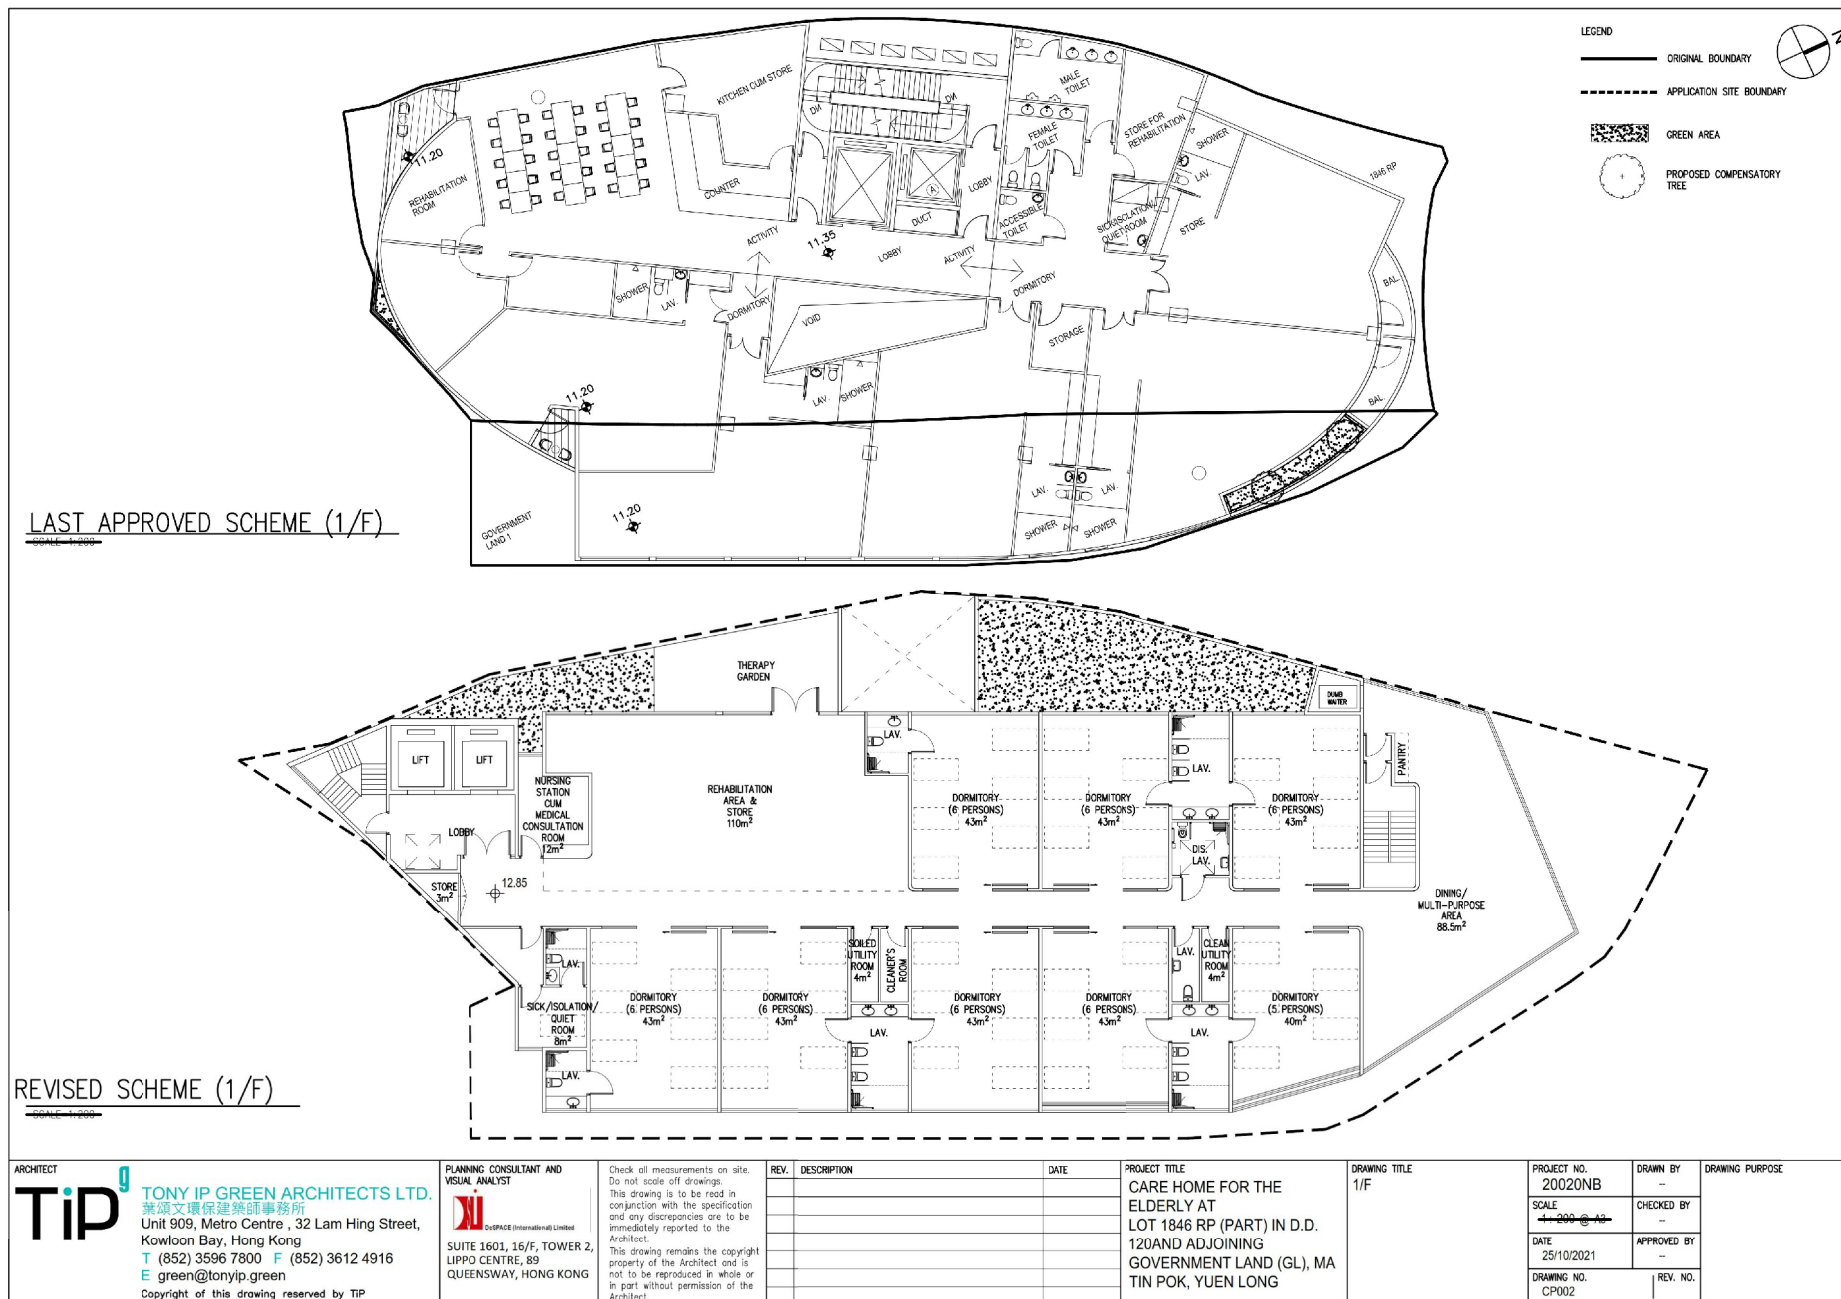 LEGEND
ORIGINAL BOUNDARY
APPLICATION SITE BOUNDARY
GREEN AREA
PROPOSED COMPENSATORY
TREE
KITCHEN CUM STORE
DN
DN
MALE
TOILET
FEMALE
TOILET
STORE FOR
REHABILITATION
SHOWER
LAV.
1846 RP
11.20
REHABILITATION
ROOM
COUNTER
A
DUCT
LOBBY
ACCESSIBLE
TOILET
SICK/ISOLATION/
QUIET ROOM
STORE
ACTIVITY
11.35
LOBBY
ACTIVITY
DORMITORY
BAL.
SHOWER
LAV.
DORMITORY
VOID
STORAGE
11.20
LAV.
SHOWER
BAL.
LAV.
LAV.
SHOWER
SHOWER
11.20
GOVERNMENT
LAND 1
LAST APPROVED SCHEME (1/F)
SCALE 1:200
THERAPY
GARDEN
DUMB
WAITER
LIFT
LIFT
LAV.
LAV.
PANTRY
NURSING
STATION
CUM
MEDICAL
CONSULTATION
ROOM
12m²
REHABILITATION
AREA &
STORE
110m²
DORMITORY
(6 PERSONS)
43m²
DORMITORY
(6 PERSONS)
43m²
DORMITORY
(6 PERSONS)
43m²
LOBBY
DIS.
LAV.
STORE
3m²
12.85
DINING/
MULTI-PURPOSE
AREA
88.5m²
LAV.
SOILED
UTILITY
ROOM
4m²
CLEANER'S
ROOM
LAV.
CLEAN
UTILITY
ROOM
4m²
SICK/ISOLATION/
QUIET
ROOM
8m²
DORMITORY
(6 PERSONS)
43m²
DORMITORY
(6 PERSONS)
43m²
DORMITORY
(6 PERSONS)
43m²
DORMITORY
(6 PERSONS)
43m²
DORMITORY
(5 PERSONS)
40m²
LAV.
LAV.
LAV.
REVISED SCHEME (1/F)
SCALE 1:200
ARCHITECT
TiP g
TONY IP GREEN ARCHITECTS LTD.
葉頌文環保建築師事務所
Unit 909, Metro Centre , 32 Lam Hing Street,
Kowloon Bay, Hong Kong
T (852) 3596 7800 F (852) 3612 4916
E green@tonyip.green
Copyright of this drawing reserved by TiP
PLANNING CONSULTANT AND
VISUAL ANALYST
DeSPACE (International) Limited
SUITE 1601, 16/F, TOWER 2,
LIPPO CENTRE, 89
QUEENSWAY, HONG KONG
Check all measurements on site.
Do not scale off drawings.
This drawing is to be read in
conjunction with the specification
and any discrepancies are to be
immediately reported to the
Architect.
This drawing remains the copyright
property of the Architect and is
not to be reproduced in whole or
in part without permission of the
Architect.
REV. DESCRIPTION DATE
PROJECT TITLE
CARE HOME FOR THE
ELDERLY AT
LOT 1846 RP (PART) IN D.D.
120AND ADJOINING
GOVERNMENT LAND (GL), MA
TIN POK, YUEN LONG
DRAWING TITLE
1/F
PROJECT NO.
20020NB
SCALE
1 : 200 @ A3
DATE
25/10/2021
DRAWING NO.
CP002
DRAWN BY
--
CHECKED BY
--
APPROVED BY
--
REV. NO.
DRAWING PURPOSE